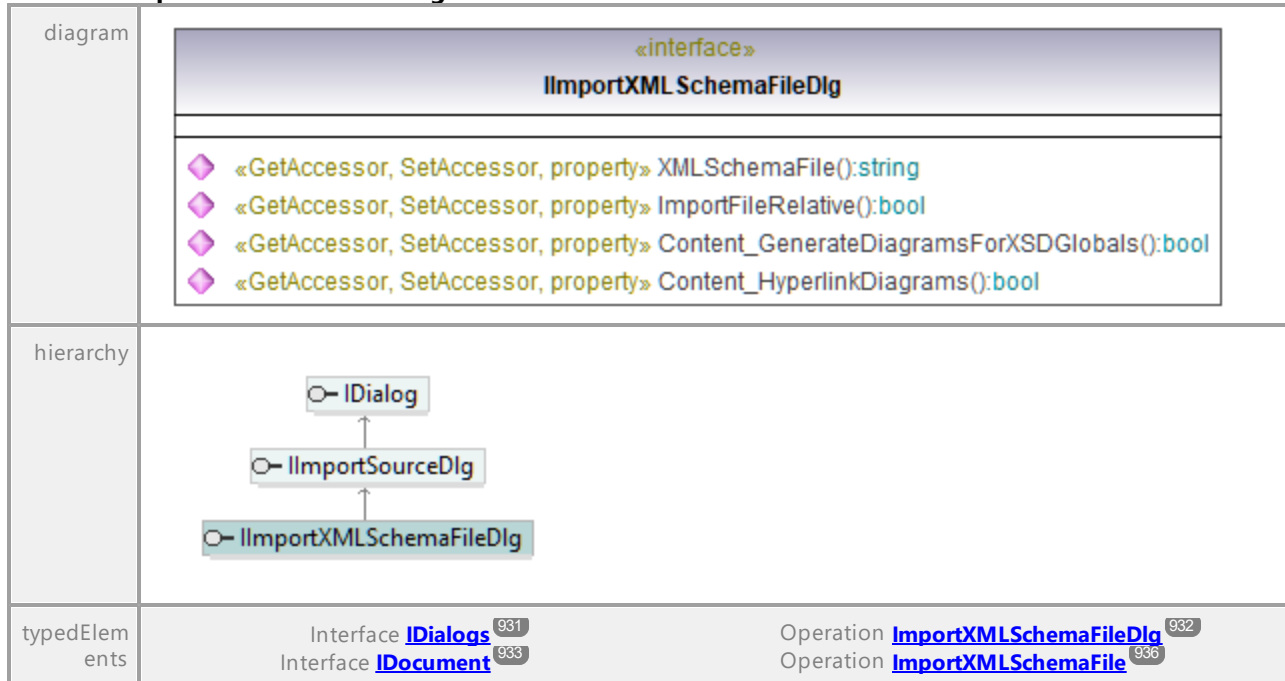 diagram
«interface»
IImportXMLSchemaFileDlg
«GetAccessor, SetAccessor, property» XMLSchemaFile():string
«GetAccessor, SetAccessor, property» ImportFileRelative():bool
«GetAccessor, SetAccessor, property» Content_GenerateDiagramsForXSDGlobals():bool
«GetAccessor, SetAccessor, property» Content_HyperlinkDiagrams():bool
hierarchy
IDialog
IImportSourceDlg
IImportXMLSchemaFileDlg
typedElem
ents
Interface IDialogs 931 Operation ImportXMLSchemaFileDlg 932
Interface IDocument 933 Operation ImportXMLSchemaFile 936